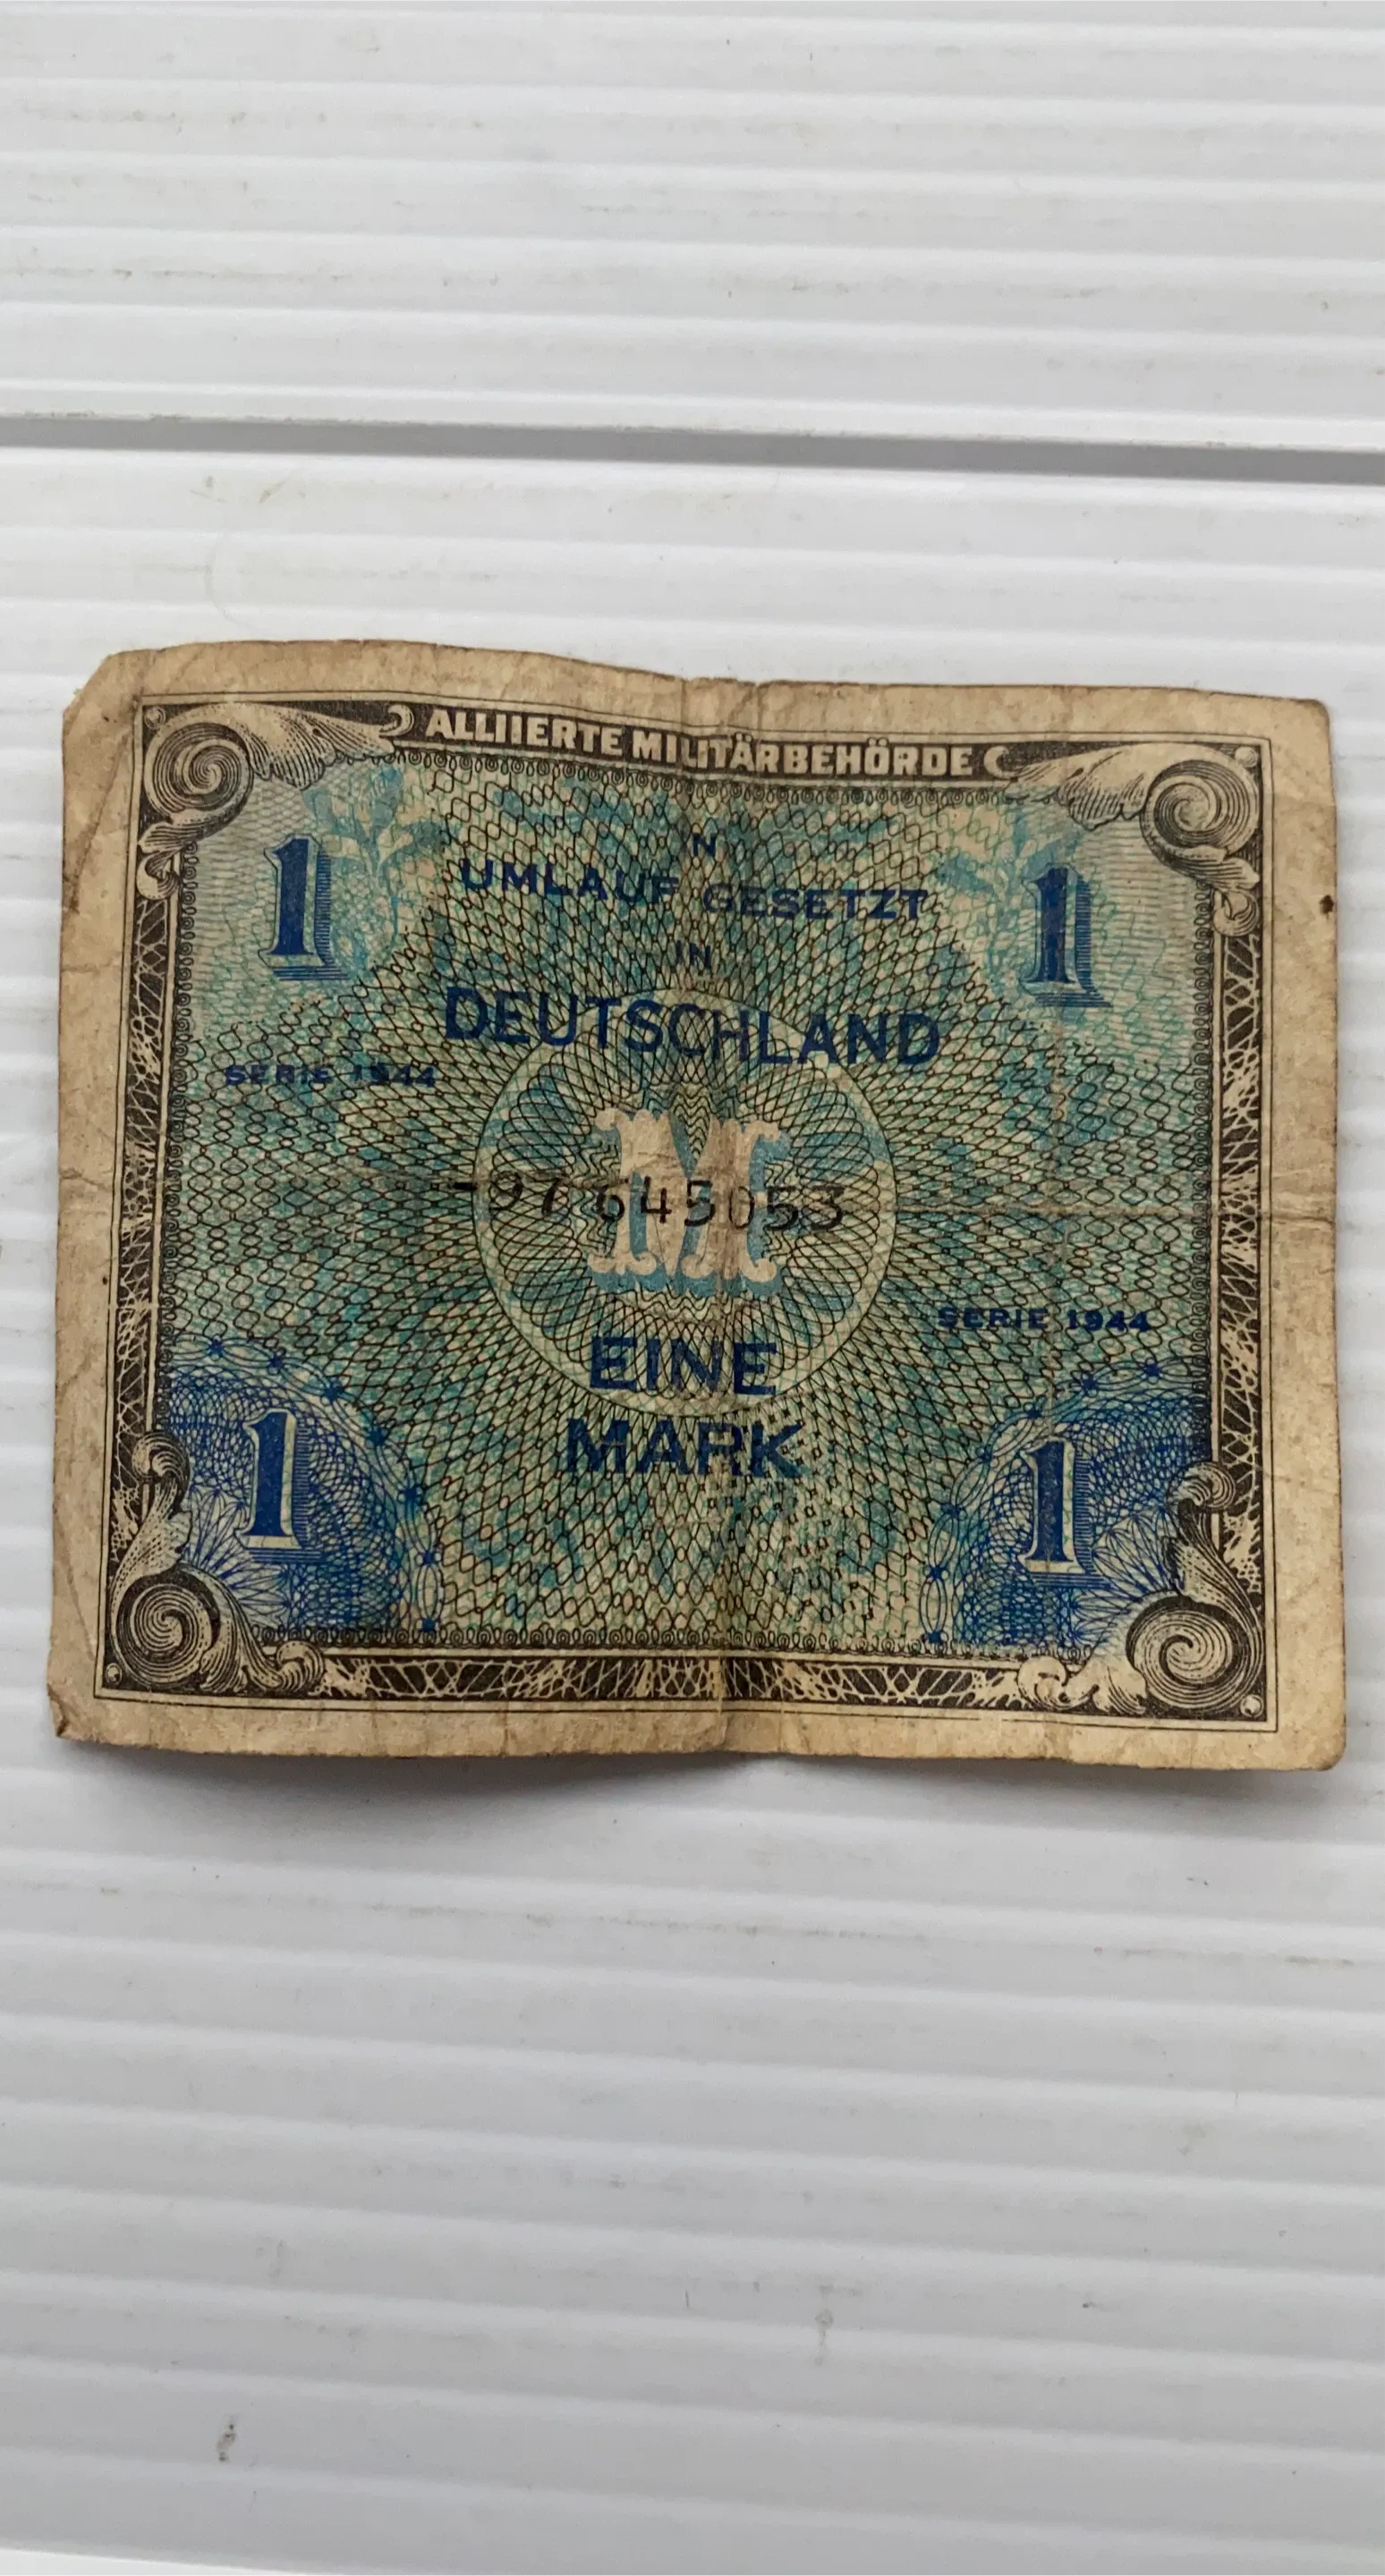 ALLIIERTE MILITÄRBEHÖRDE
1 1
N
UMLAUF GESETZT
IN
DEUTSCHLAND
SERIE 1944
M
-97645053
SERIE 1944
EINE
MARK
1 1